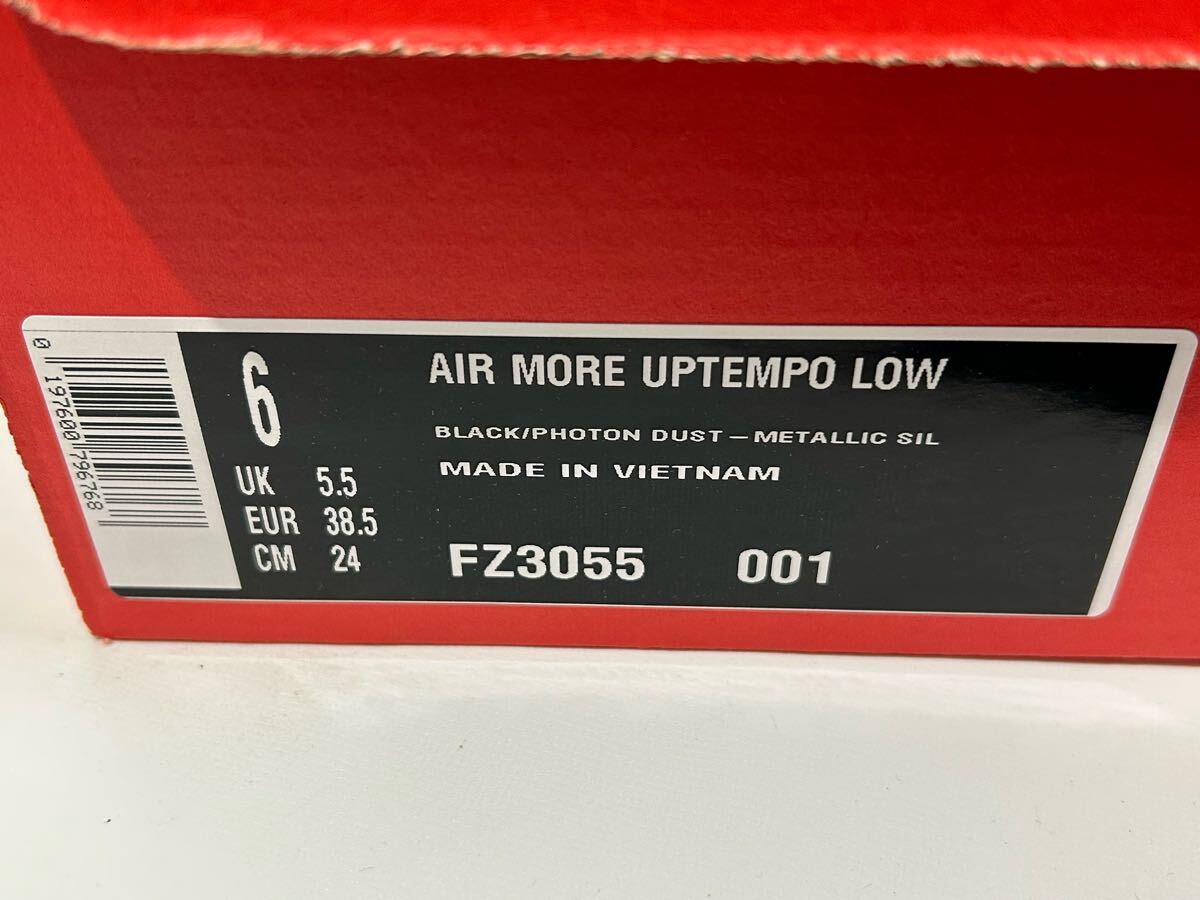 0 197600 796768
6
UK 5.5
EUR 38.5
CM 24
AIR MORE UPTEMPO LOW
BLACK/PHOTON DUST–METALLIC SIL
MADE IN VIETNAM
FZ3055 001